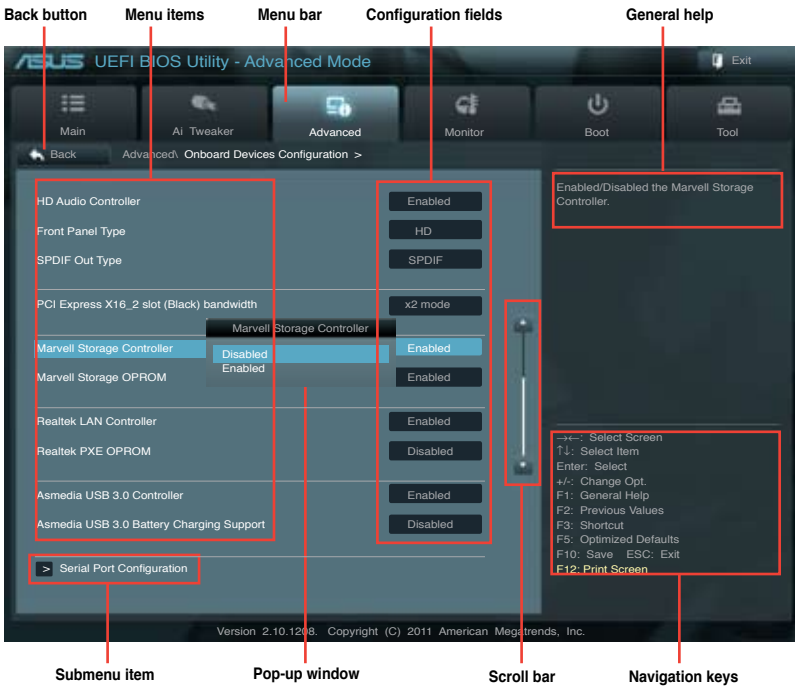 Back button Menu items Menu bar Configuration fields General help
ASUS UEFI BIOS Utility - Advanced Mode Exit
Main Ai Tweaker Advanced Monitor Boot Tool
Back Advanced\ Onboard Devices Configuration >
HD Audio Controller Enabled
Front Panel Type HD
SPDIF Out Type SPDIF
PCI Express X16_2 slot (Black) bandwidth x2 mode
Marvell Storage Controller Enabled
Marvell Storage OPROM Enabled
Realtek LAN Controller Enabled
Realtek PXE OPROM Disabled
Asmedia USB 3.0 Controller Enabled
Asmedia USB 3.0 Battery Charging Support Disabled
> Serial Port Configuration
Marvell Storage Controller
Disabled
Enabled
Enabled/Disabled the Marvell Storage
Controller.
→←: Select Screen
↑↓: Select Item
Enter: Select
+/-: Change Opt.
F1: General Help
F2: Previous Values
F3: Shortcut
F5: Optimized Defaults
F10: Save ESC: Exit
F12: Print Screen
Version 2.10.1208. Copyright (C) 2011 American Megatrends, Inc.
Submenu item Pop-up window Scroll bar Navigation keys